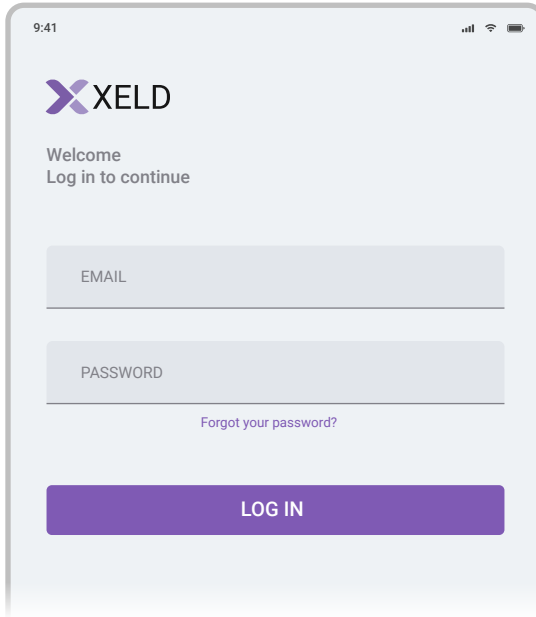 9:41
XELD
Welcome
Log in to continue
EMAIL
PASSWORD
Forgot your password?
LOG IN